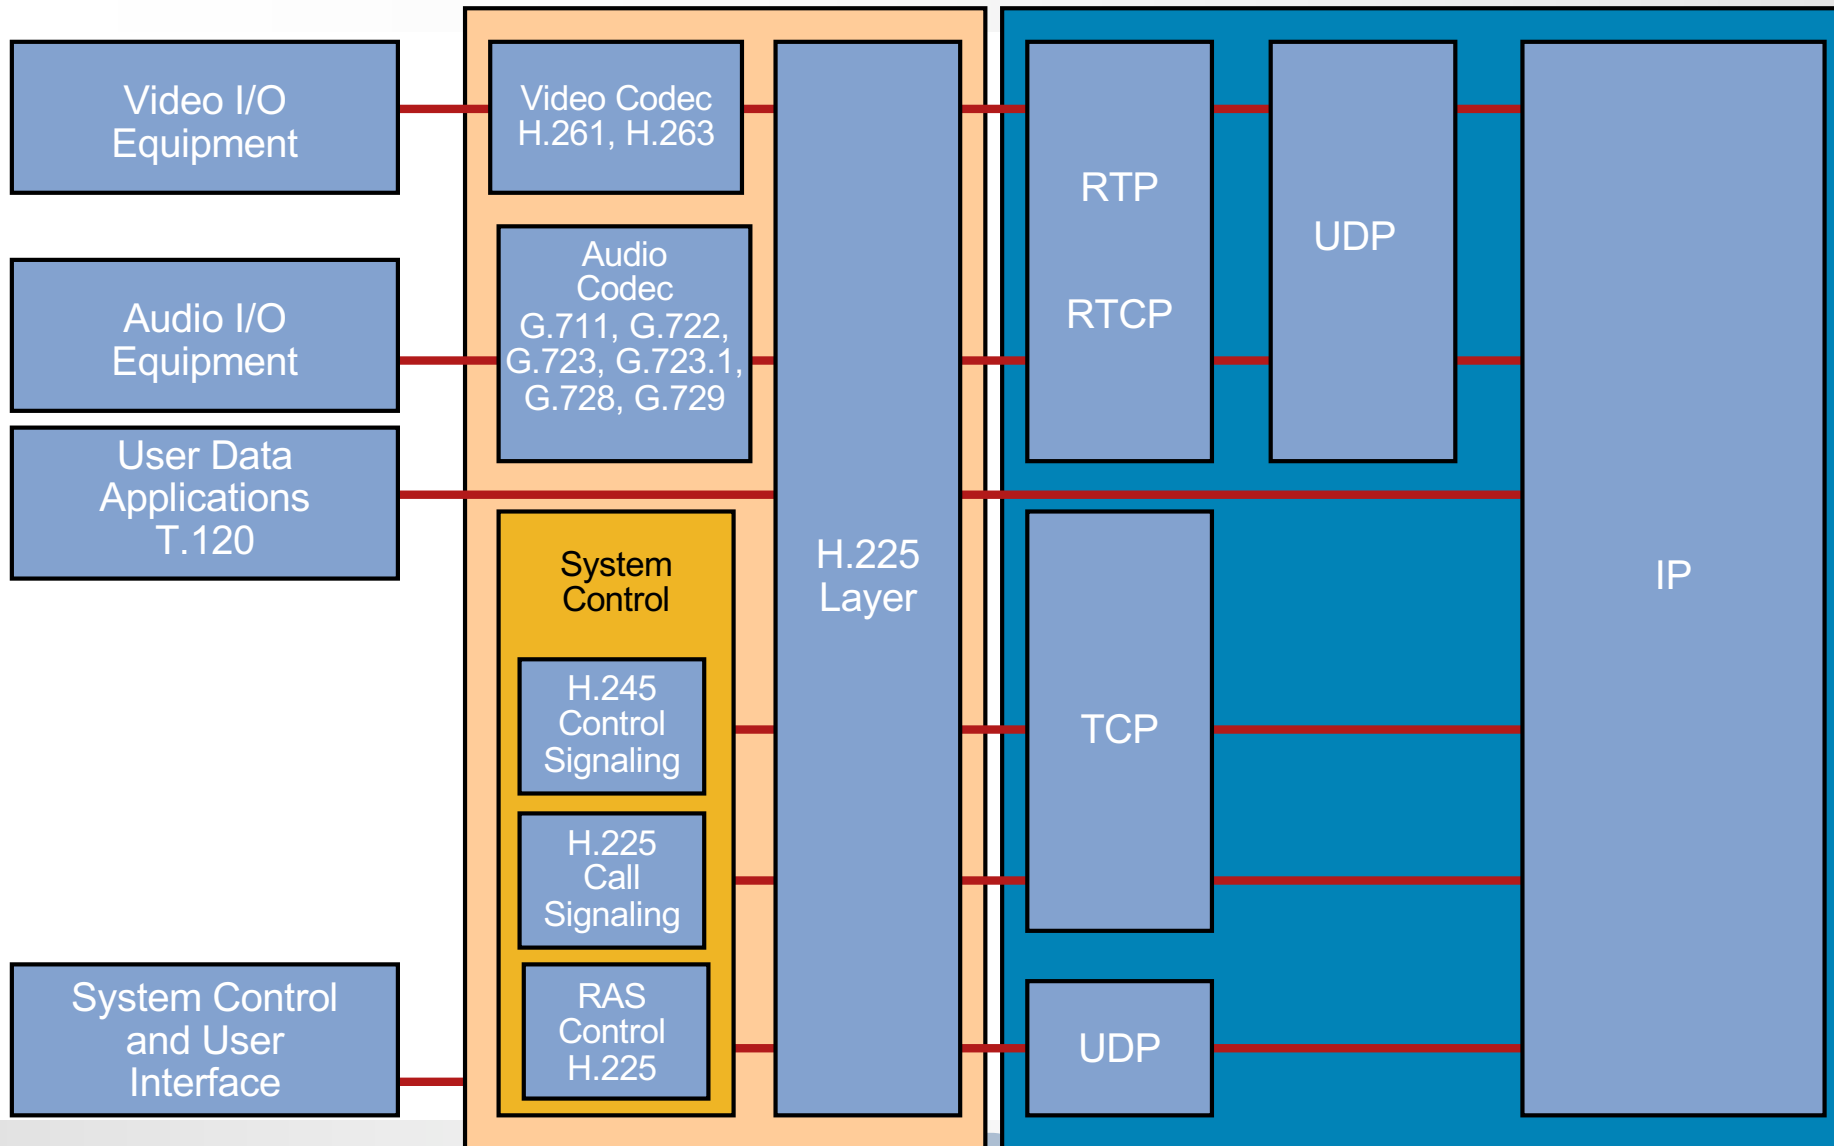 Video I/O
Equipment
Video Codec
H.261, H.263
Audio I/O
Equipment
Audio
Codec
G.711, G.722,
G.723, G.723.1,
G.728, G.729
User Data
Applications
T.120
System
Control
H.245
Control
Signaling
H.225
Call
Signaling
RAS
Control
H.225
System Control
and User
Interface
H.225
Layer
RTP
RTCP
UDP
TCP
UDP
IP